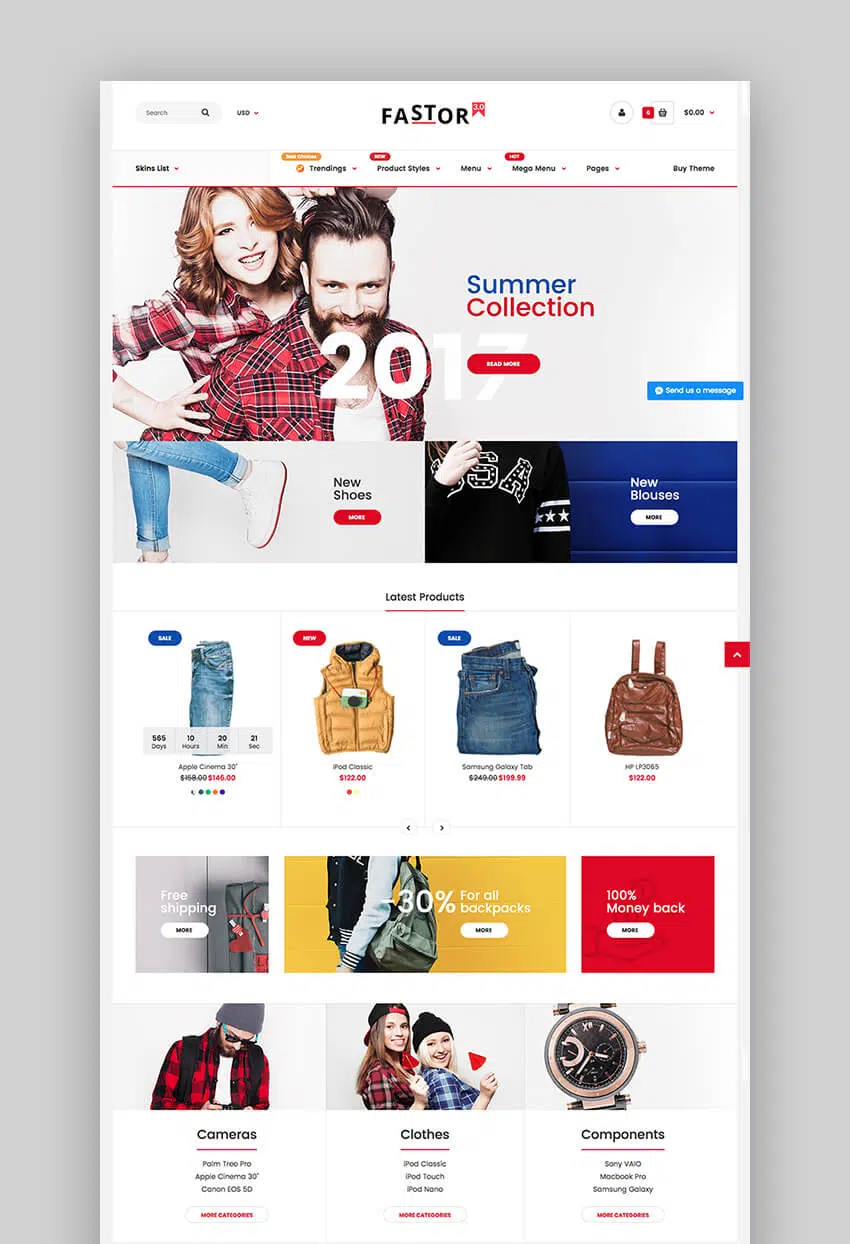 Search
USD
FASTOR 3.0
6
$0.00
Skins List
Best Choices
Trendings
NEW
Product Styles
Menu
HOT
Mega Menu
Pages
Buy Theme
Summer
Collection
2017
READ MORE
Send us a message
New
Shoes
MORE
USA
New
Blouses
MORE
Latest Products
SALE
NEW
SALE
565 10 20 21
Days Hours Min Sec
Apple Cinema 30"
$158.00 $146.00
iPod Classic
$122.00
Samsung Galaxy Tab
$249.00 $199.99
HP LP3065
$122.00
Free
shipping
MORE
30% For all
backpacks
MORE
100%
Money back
MORE
Cameras
Palm Treo Pro
Apple Cinema 30"
Canon EOS 5D
MORE CATEGORIES
Clothes
iPod Classic
iPod Touch
iPod Nano
MORE CATEGORIES
Components
Sony VAIO
Macbook Pro
Samsung Galaxy
MORE CATEGORIES